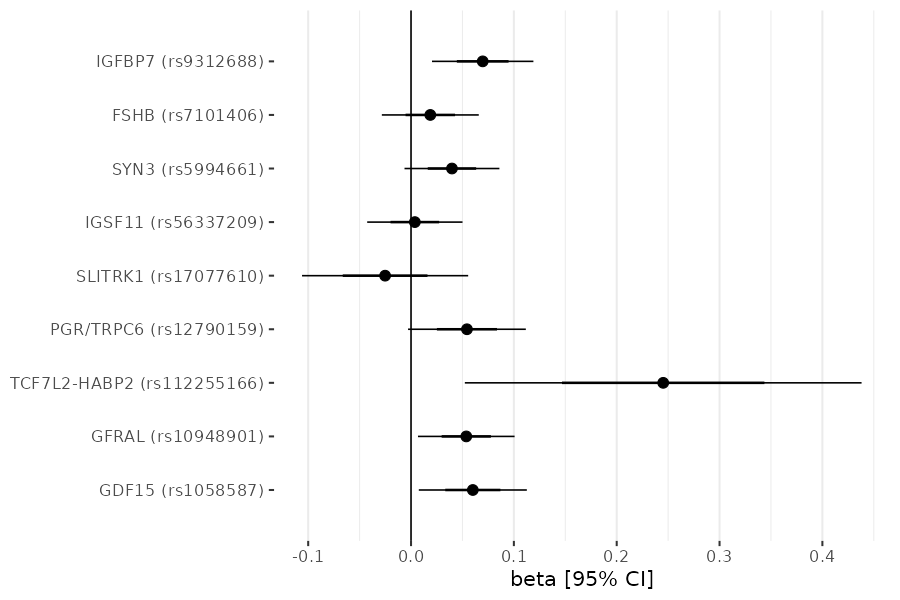 IGFBP7 (rs9312688)
FSHB (rs7101406)
SYN3 (rs5994661)
IGSF11 (rs56337209)
SLITRK1 (rs17077610)
PGR/TRPC6 (rs12790159)
TCF7L2-HABP2 (rs112255166)
GFRAL (rs10948901)
GDF15 (rs1058587)
-0.1 0.0 0.1 0.2 0.3 0.4
beta [95% CI]